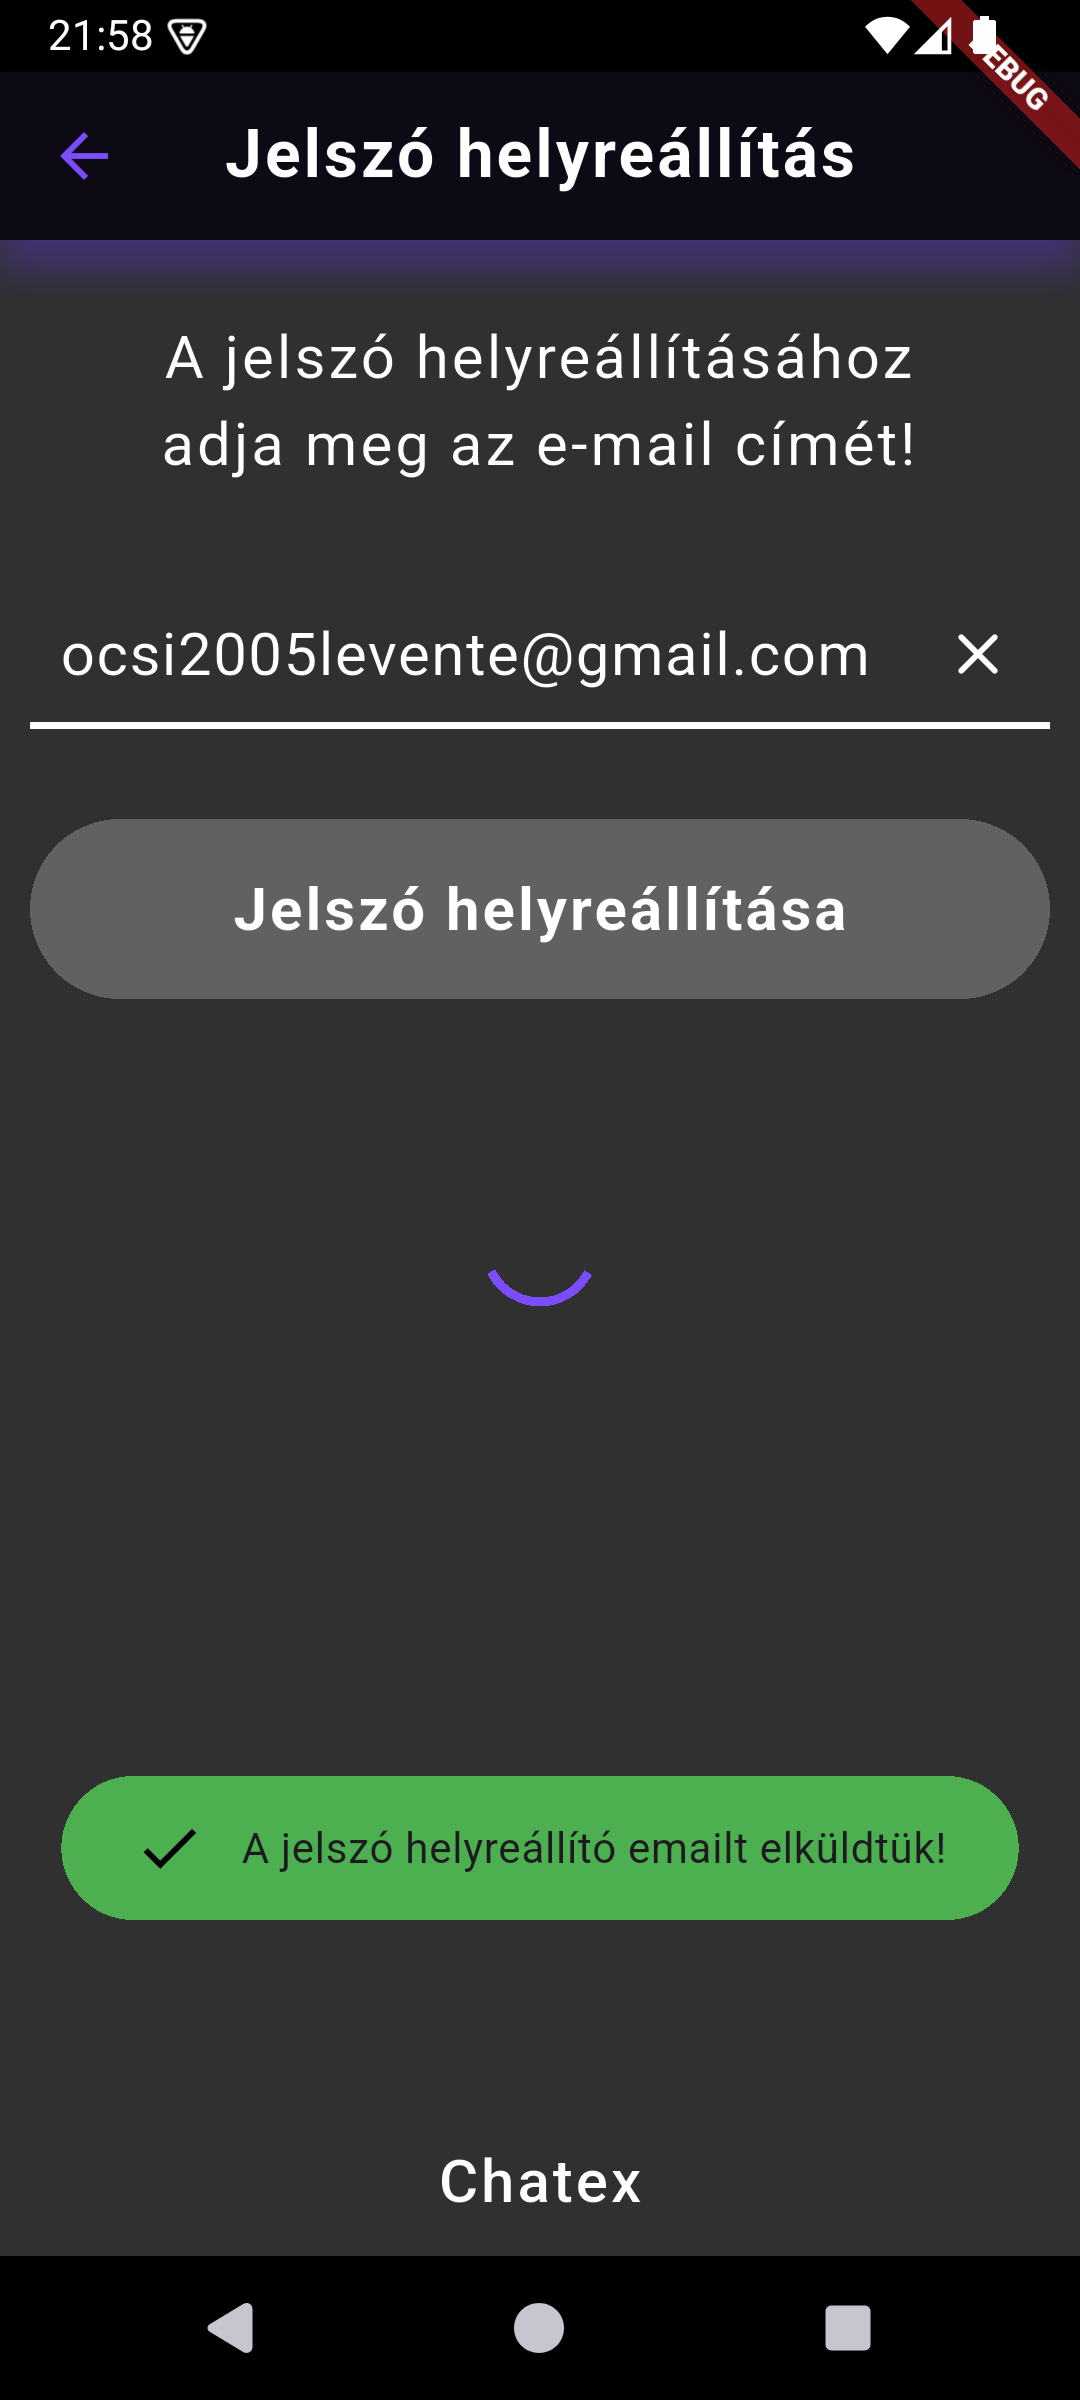 21:58
EBUG
Jelszó helyreállítás
A jelszó helyreállításához
adja meg az e-mail címét!
ocsi2005levente@gmail.com
Jelszó helyreállítása
A jelszó helyreállító emailt elküldtük!
Chatex